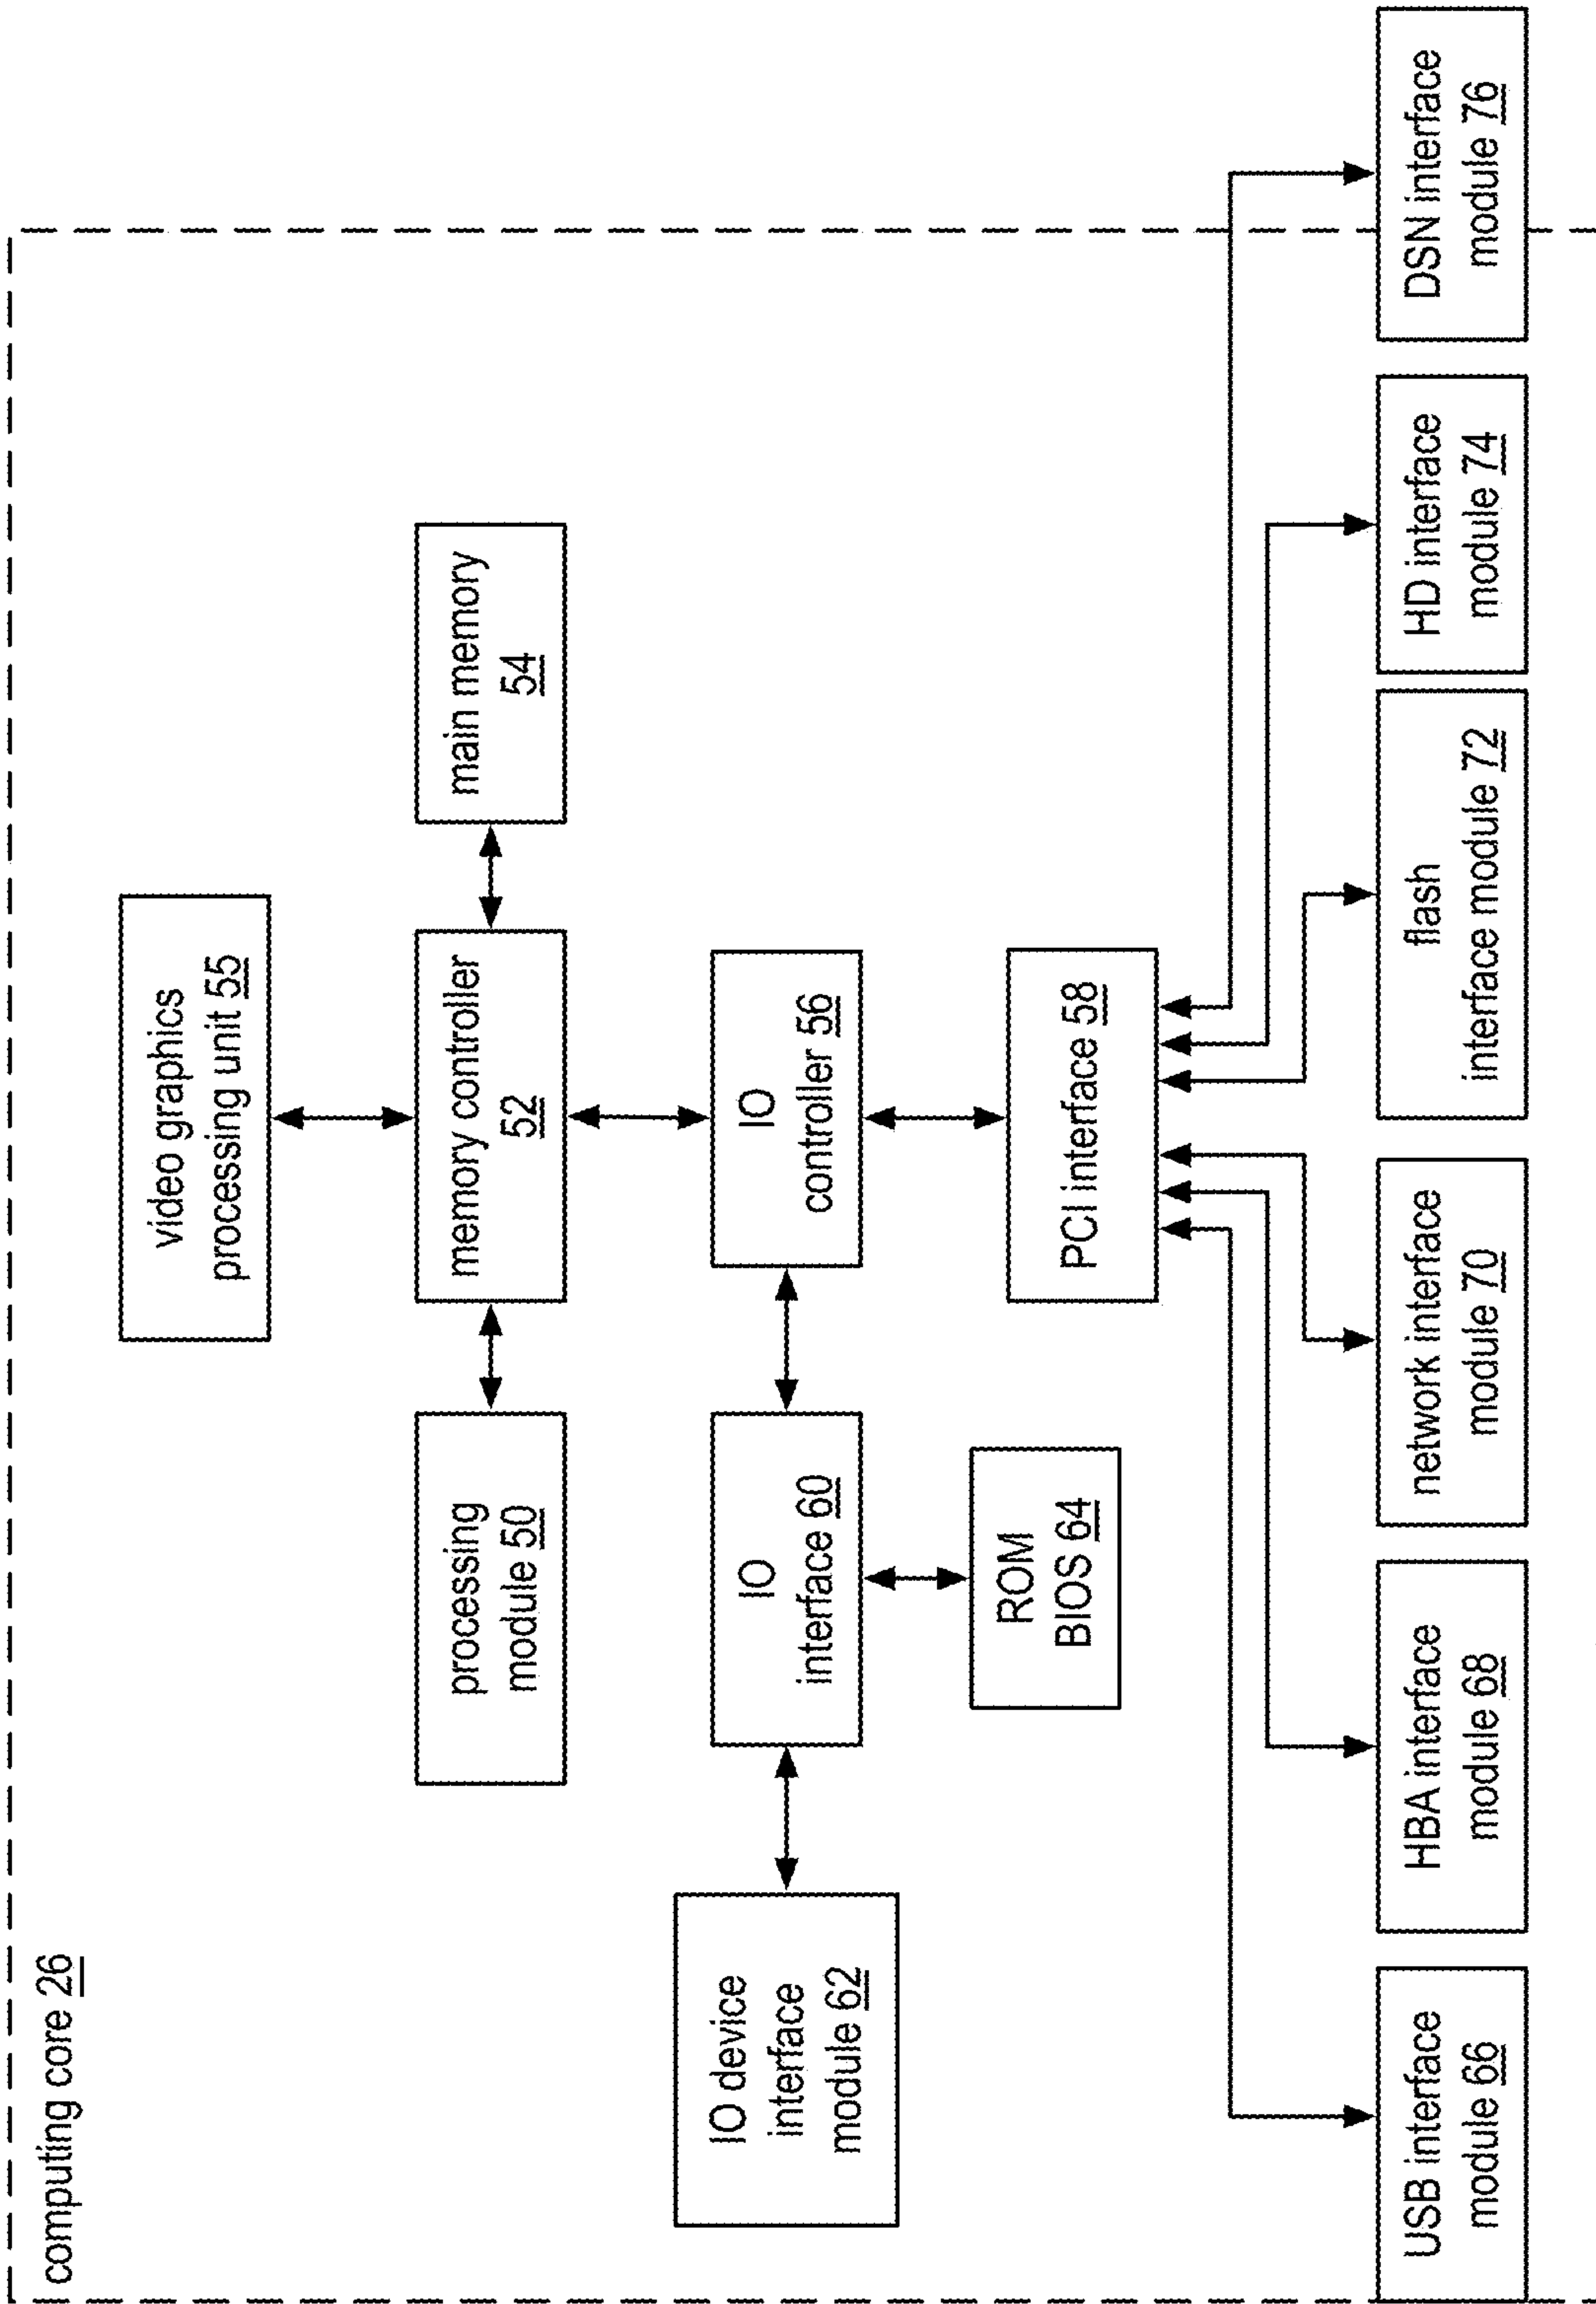 computing core 26
video graphics
processing unit 55
processing
module 50
memory controller
52
main memory
54
IO device
interface
module 62
IO
interface 60
IO
controller 56
ROM
BIOS 64
PCI interface 58
USB interface
module 66
HBA interface
module 68
network interface
module 70
flash
interface module 72
HD interface
module 74
DSN interface
module 76